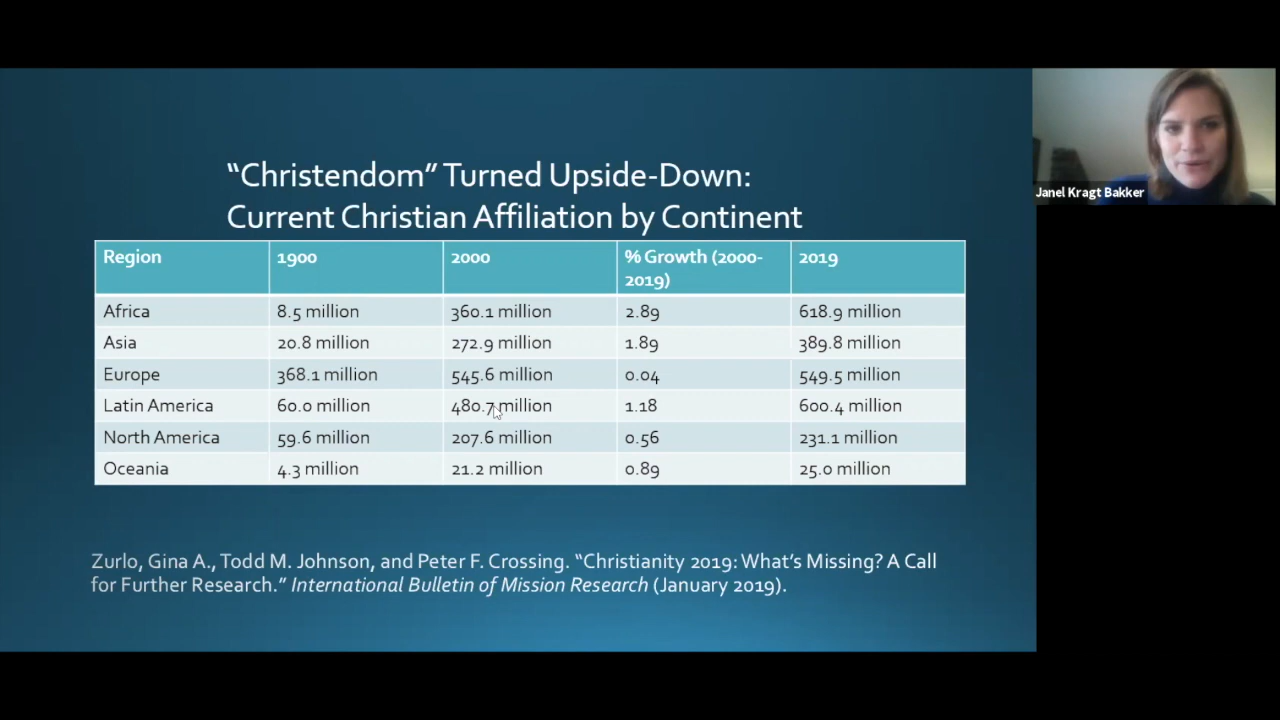 “Christendom” Turned Upside-Down:
Current Christian Affiliation by Continent
Region 1900 2000 % Growth (2000-2019) 2019
Africa 8.5 million 360.1 million 2.89 618.9 million
Asia 20.8 million 272.9 million 1.89 389.8 million
Europe 368.1 million 545.6 million 0.04 549.5 million
Latin America 60.0 million 480.7 million 1.18 600.4 million
North America 59.6 million 207.6 million 0.56 231.1 million
Oceania 4.3 million 21.2 million 0.89 25.0 million
Zurlo, Gina A., Todd M. Johnson, and Peter F. Crossing. “Christianity 2019: What’s Missing? A Call
for Further Research.” International Bulletin of Mission Research (January 2019).
Janel Kragt Bakker